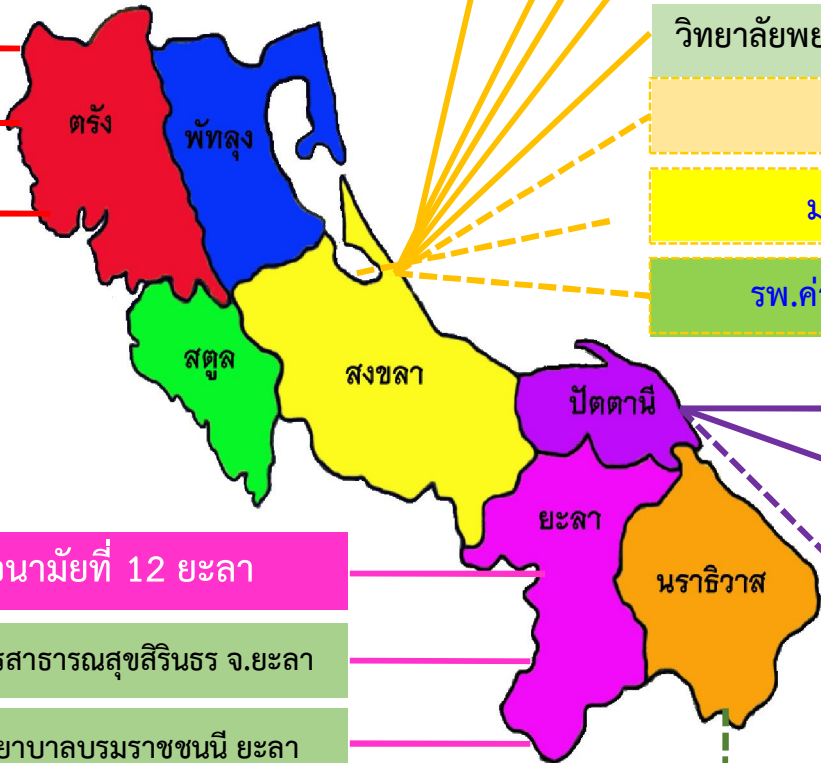 วิทยาลัยพย
ตรัง
พัทลุง
ม
รพ.ค่
สตูล
สงขลา
ปัตตานี
ยะลา
นามัยที่ 12 ยะลา
นราธิวาส
รสาธารณสุขสิรินธร จ.ยะลา
ยาบาลบรมราชชนนี ยะลา